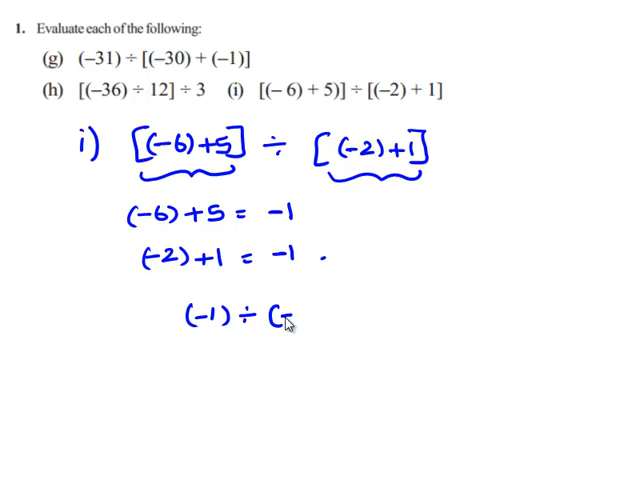 1. Evaluate each of the following:
(g) (–31) ÷ [(–30) + (–1)]
(h) [(–36) ÷ 12] ÷ 3 (i) [(– 6) + 5)] ÷ [(–2) + 1]
i) [(-6)+5] ÷ [(-2)+1]
(-6)+5 = -1
(-2)+1 = -1 .
(-1) ÷ (-